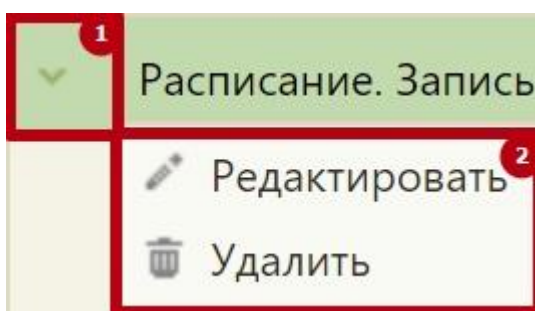 1
Расписание. Запись
Редактировать
2
Удалить